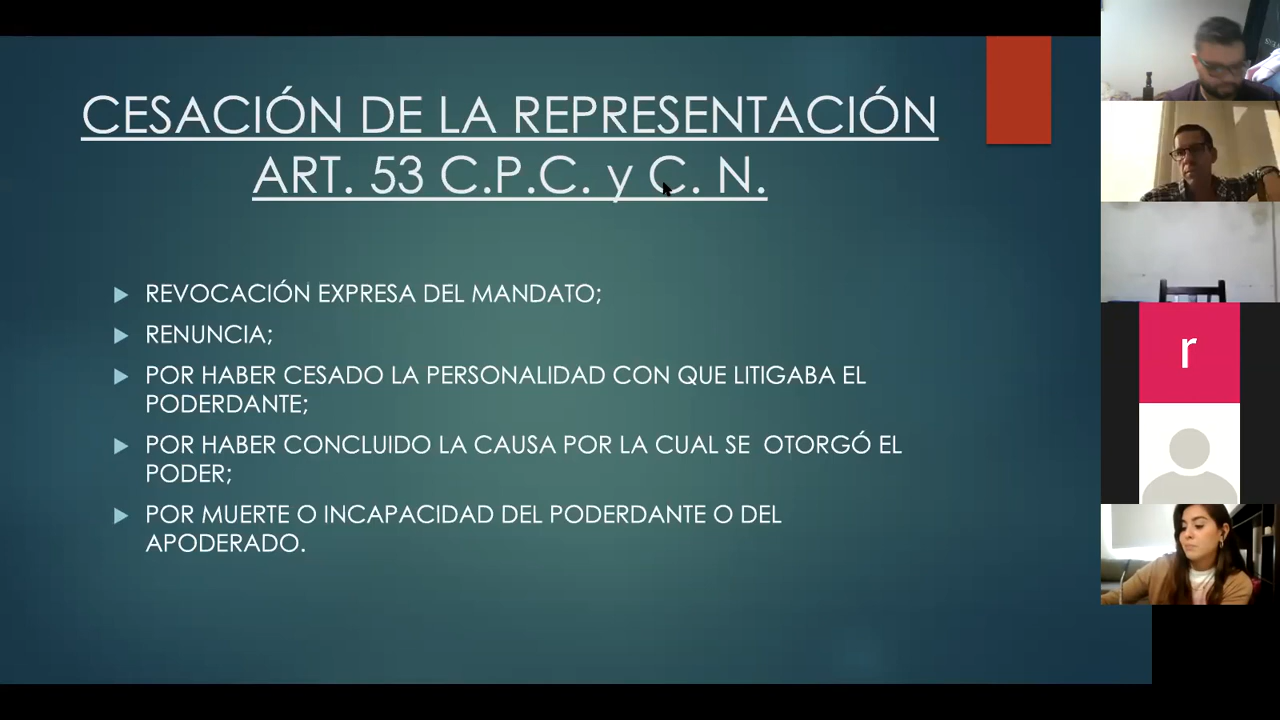 CESACIÓN DE LA REPRESENTACIÓN
ART. 53 C.P.C. y C. N.
REVOCACIÓN EXPRESA DEL MANDATO;
RENUNCIA;
POR HABER CESADO LA PERSONALIDAD CON QUE LITIGABA EL
PODERDANTE;
POR HABER CONCLUIDO LA CAUSA POR LA CUAL SE OTORGÓ EL
PODER;
POR MUERTE O INCAPACIDAD DEL PODERDANTE O DEL
APODERADO.
r